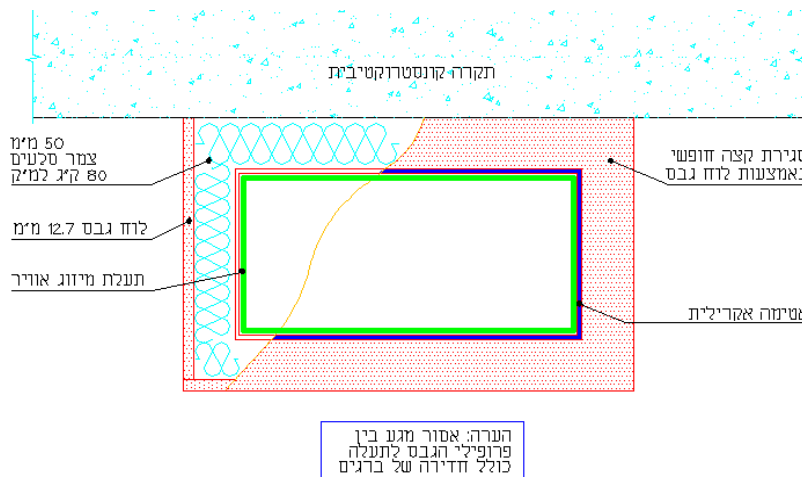 תקרה קונסטרוקטיבית
50 מ"מ
צמר סלעים
80 ק"ג למ"ק
לוח גבס 12.7 מ"מ
תעלת מיזוג אוויר
סגירת קצה חופשי
באמצעות לוח גבס
אטימה אקרילית
הערה: אסור מגע בין
פרופילי הגבס לתעלה
כולל חדירה של ברגים